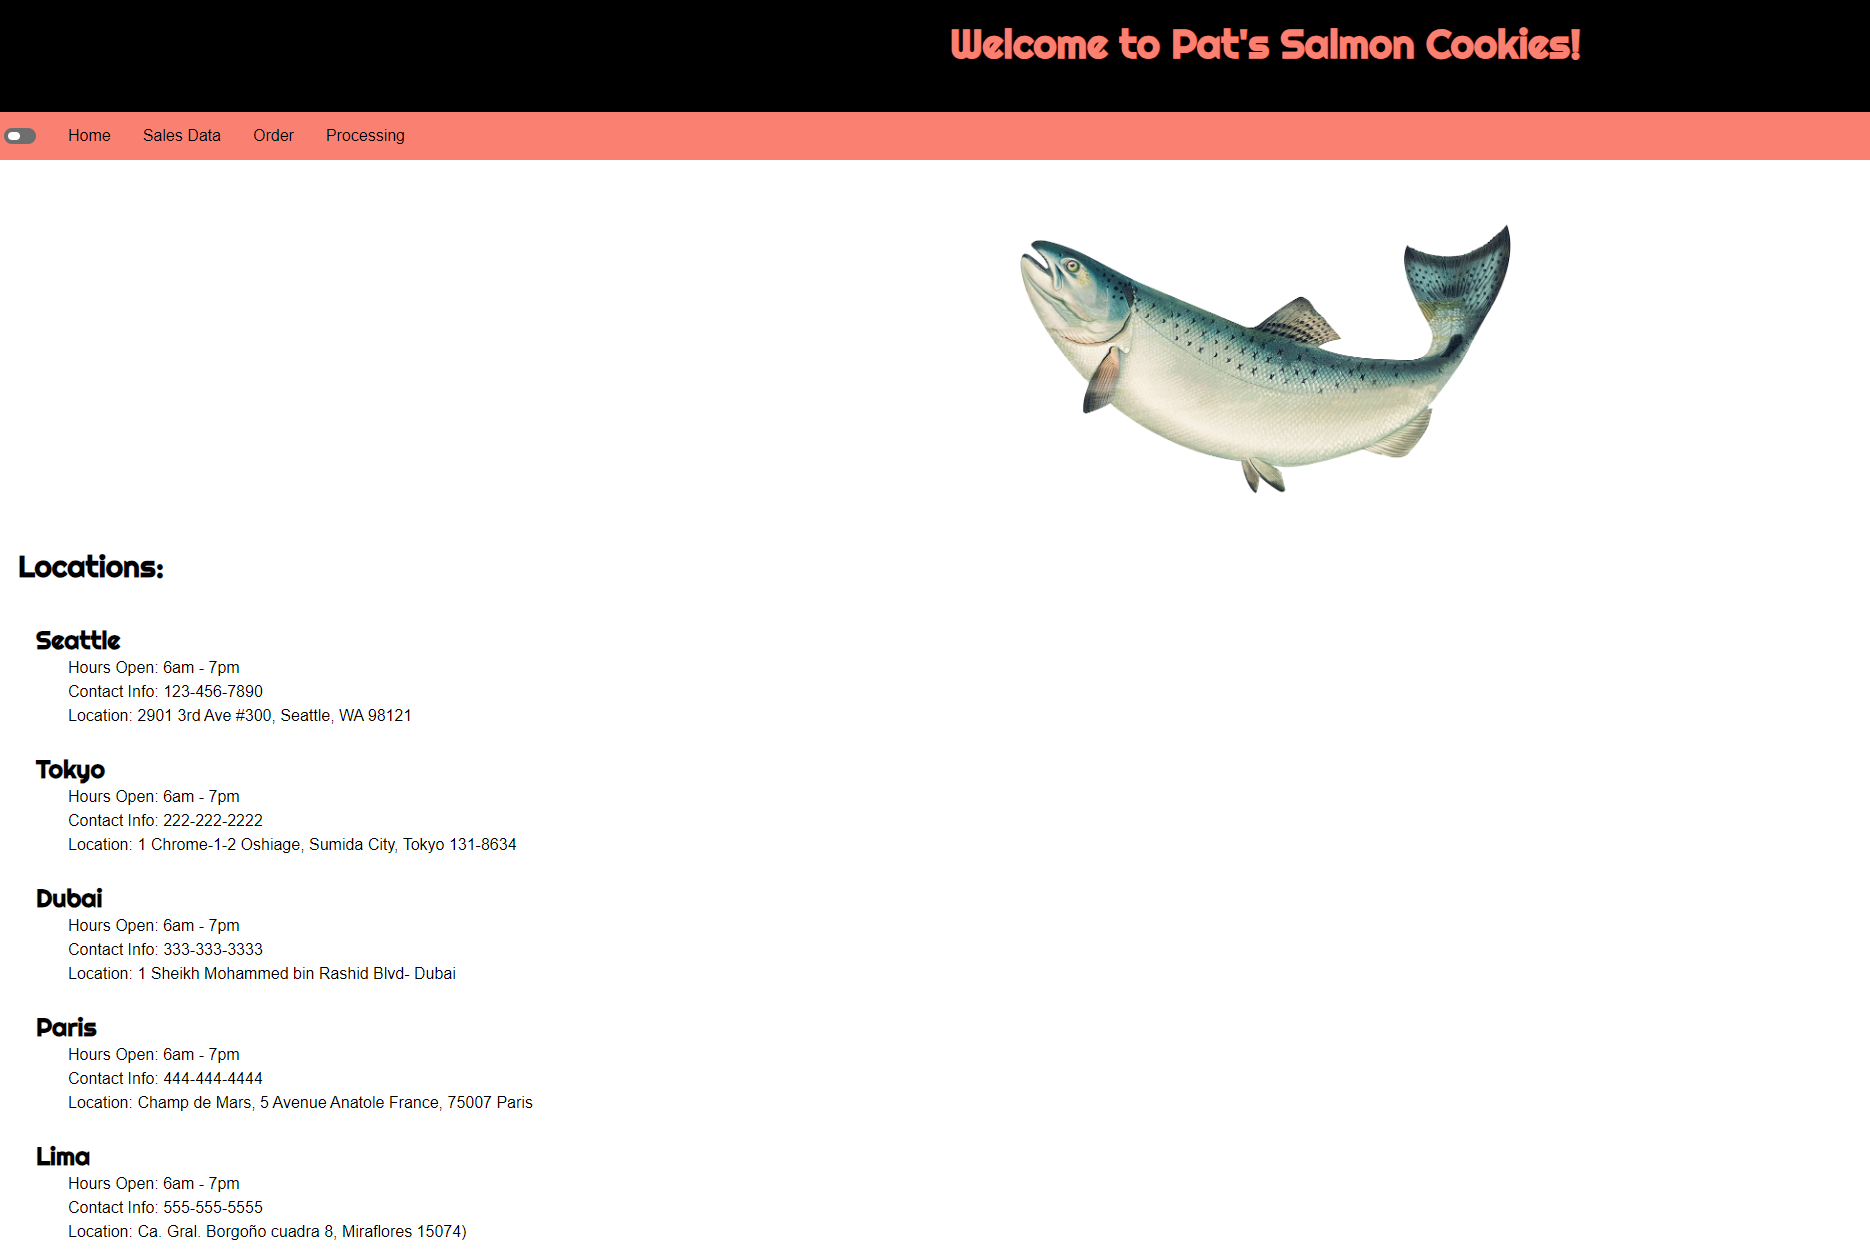 Welcome to Pat's Salmon Cookies!
Home Sales Data Order Processing
Locations:
Seattle
Hours Open: 6am - 7pm
Contact Info: 123-456-7890
Location: 2901 3rd Ave #300, Seattle, WA 98121
Tokyo
Hours Open: 6am - 7pm
Contact Info: 222-222-2222
Location: 1 Chrome-1-2 Oshiage, Sumida City, Tokyo 131-8634
Dubai
Hours Open: 6am - 7pm
Contact Info: 333-333-3333
Location: 1 Sheikh Mohammed bin Rashid Blvd- Dubai
Paris
Hours Open: 6am - 7pm
Contact Info: 444-444-4444
Location: Champ de Mars, 5 Avenue Anatole France, 75007 Paris
Lima
Hours Open: 6am - 7pm
Contact Info: 555-555-5555
Location: Ca. Gral. Borgoño cuadra 8, Miraflores 15074)